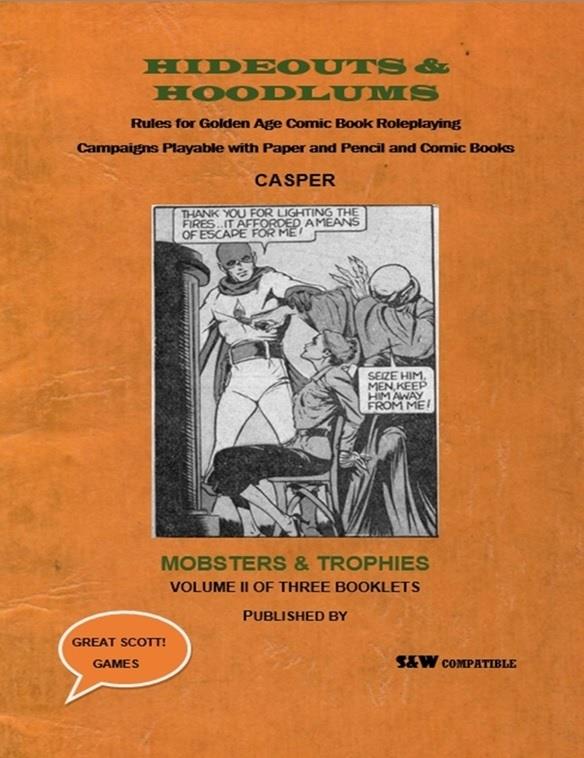 HIDEOUTS &
HOODLUMS
Rules for Golden Age Comic Book Roleplaying
Campaigns Playable with Paper and Pencil and Comic Books
CASPER
THANK YOU FOR LIGHTING THE
FIRES...IT AFFORDED A MEANS
OF ESCAPE FOR ME!
SEIZE HIM,
MEN, KEEP
HIM AWAY
FROM ME!
MOBSTERS & TROPHIES
VOLUME II OF THREE BOOKLETS
PUBLISHED BY
GREAT SCOTT!
GAMES
S&W COMPATIBLE